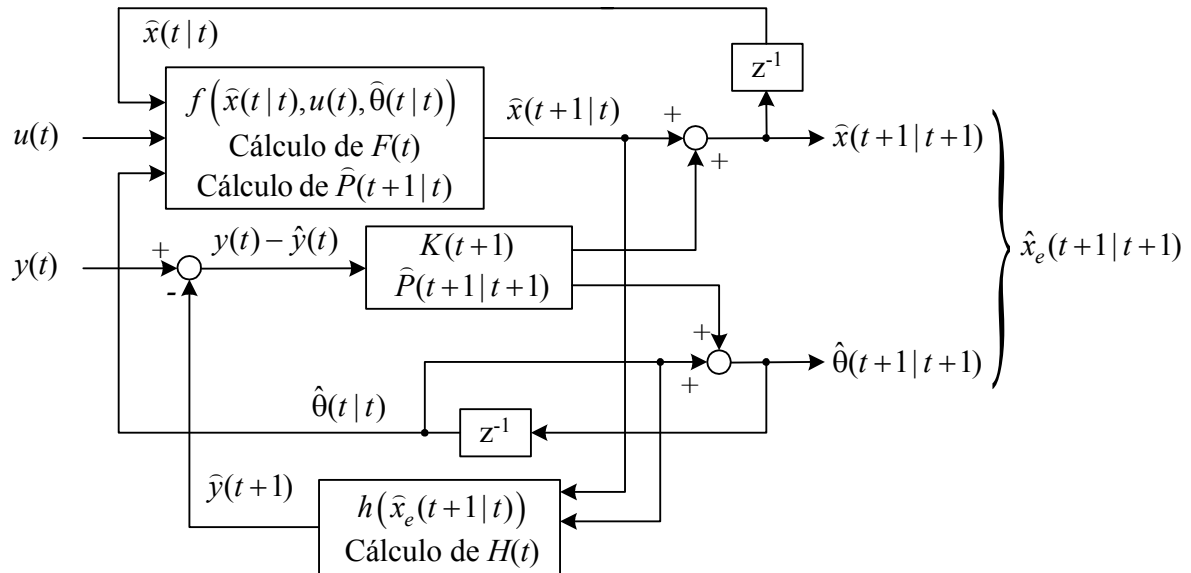 x̂(t|t)
z⁻¹
f(x̂(t|t),u(t),θ̂(t|t))
Cálculo de F(t)
Cálculo de P̂(t+1|t)
x̂(t+1|t)
+
+
u(t)
x̂(t+1|t+1)
y(t)
+
-
y(t)−ŷ(t)
K(t+1)
P̂(t+1|t+1)
x̂ₑ(t+1|t+1)
+
+
θ̂(t+1|t+1)
θ̂(t|t)
z⁻¹
ŷ(t+1)
h(x̂ₑ(t+1|t))
Cálculo de H(t)